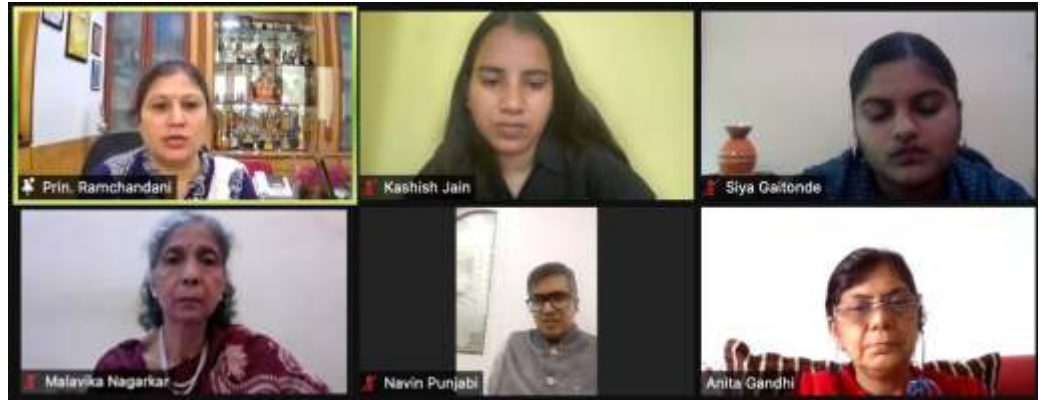 Prin. Ramchandani
Kashish Jain
Siya Gaitonde
Malavika Nagarkar
Navin Punjabi
Anita Gandhi